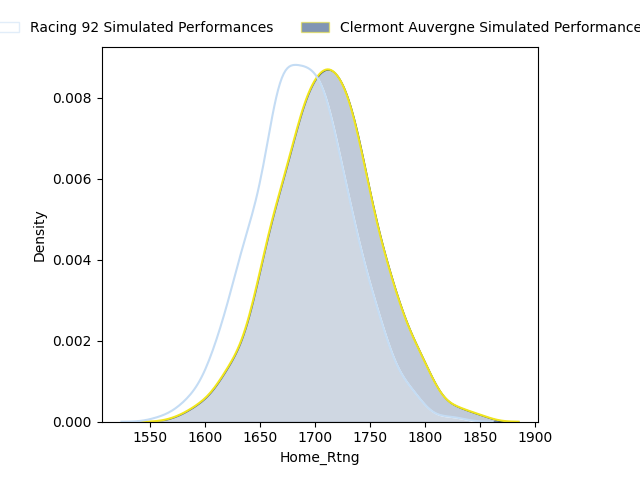 Racing 92 Simulated Performances Clermont Auvergne Simulated Performance
0.008
0.006
0.004
0.002
0.000
Density
1550 1600 1650 1700 1750 1800 1850 1900
Home_Rtng